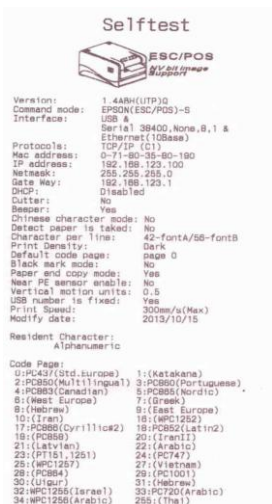 Selftest
ESC/POS
NV bit image
Support
Version: 1.4ABH(UTP)Q
Command mode: EPSON(ESC/POS)-S
Interface: USB &
Serial 38400,None,8,1 &
Ethernet(10Base)
Protocols: TCP/IP (C1)
Mac address: 0-71-80-35-80-190
IP address: 192.168.123.100
Netmask: 255.255.255.0
Gate Way: 192.168.123.1
DHCP: Disabled
Cutter: No
Beeper: Yes
Chinese character mode: No
Detect paper is taked: No
Character per line: 42-fontA/56-fontB
Print Density: Dark
Default code page: page 0
Black mark mode: No
Paper end copy mode: Yes
Near PE sensor enable: No
Vertical motion units: 0.5
USB number is fixed: Yes
Print Speed: 300mm/s(Max)
Modify date: 2013/10/15
Resident Character:
Alphanumeric
Code Page:
0:PC437(Std.Europe) 1:(Katakana)
2:PC850(Multilingual) 3:PC860(Portuguese)
4:PC863(Canadian) 5:PC865(Nordic)
6:(West Europe) 7:(Greek)
8:(Hebrew) 9:(East Europe)
10:(Iran) 16:(WPC1252)
17:PC866(Cyrillic#2) 18:PC852(Latin2)
19:(PC858) 20:(IranII)
21:(Latvian) 22:(Arabic)
23:(PT151,1251) 24:(PC747)
25:(WPC1257) 27:(Vietnam)
28:(PC864) 29:(PC1001)
30:(Uigur) 31:(Hebrew)
32:WPC1255(Israel) 33:PC720(Arabic)
34:WPC1256(Arabic) 255:(Thai)